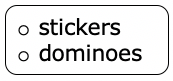 ○ stickers
○ dominoes